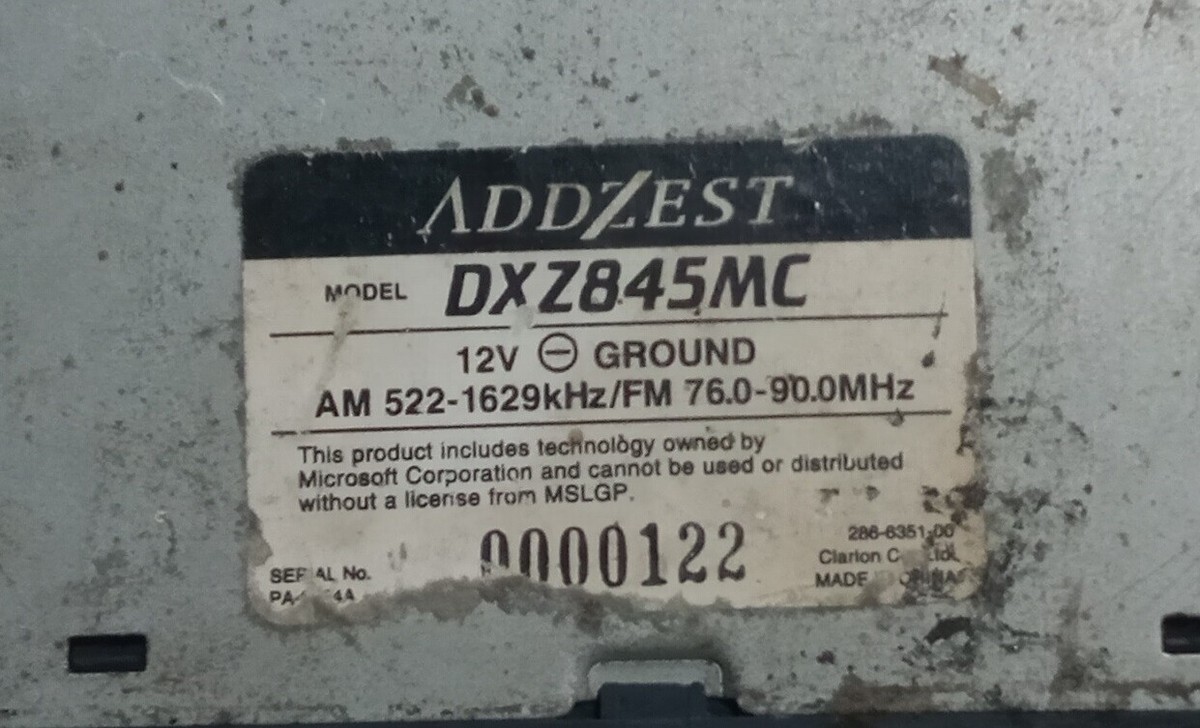 ADDZEST
MODEL DXZ845MC
12V ⊖ GROUND
AM 522-1629kHz/FM 76.0-90.0MHz
This product includes technology owned by
Microsoft Corporation and cannot be used or distributed
without a license from MSLGP.
0000122
286-6351-00
SERIAL No.
Clarion
MADE